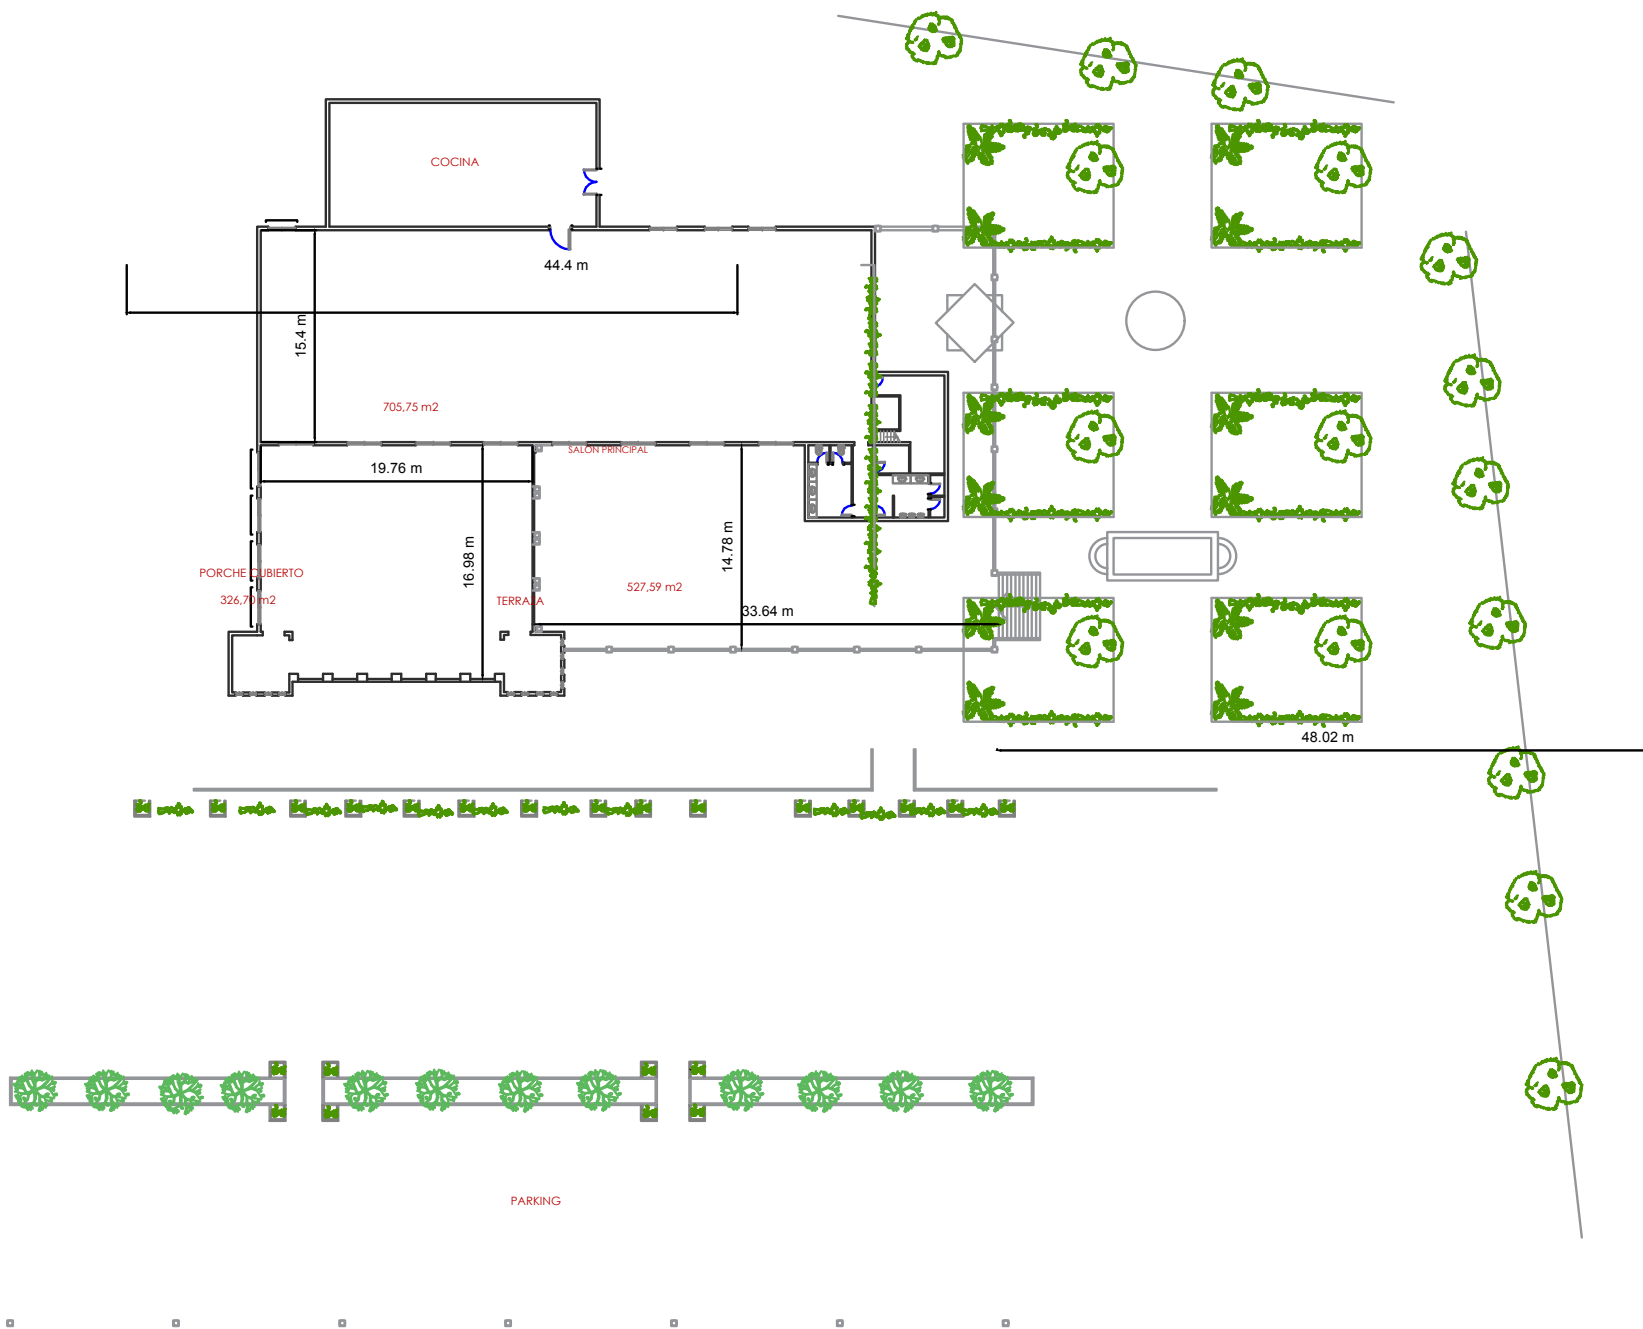 COCINA
44.4 m
15.4 m
705,75 m2
SALÓN PRINCIPAL
19.76 m
16.98 m
14.78 m
PORCHE CUBIERTO
326,70 m2
TERRAZA
527,59 m2
33.64 m
48.02 m
PARKING